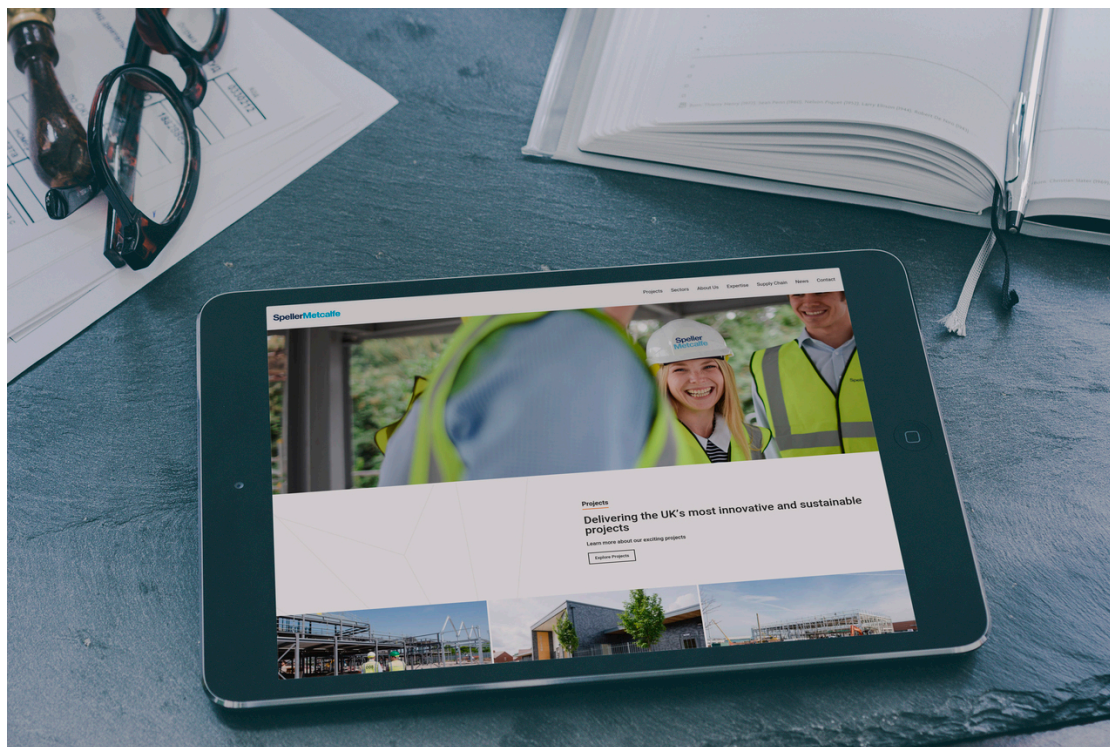 SpellerMetcalfe
Projects Sectors About Us Expertise Supply Chain News Contact
Speller
Metcalfe
Projects
Delivering the UK's most innovative and sustainable
projects
Learn more about our exciting projects
Explore Projects